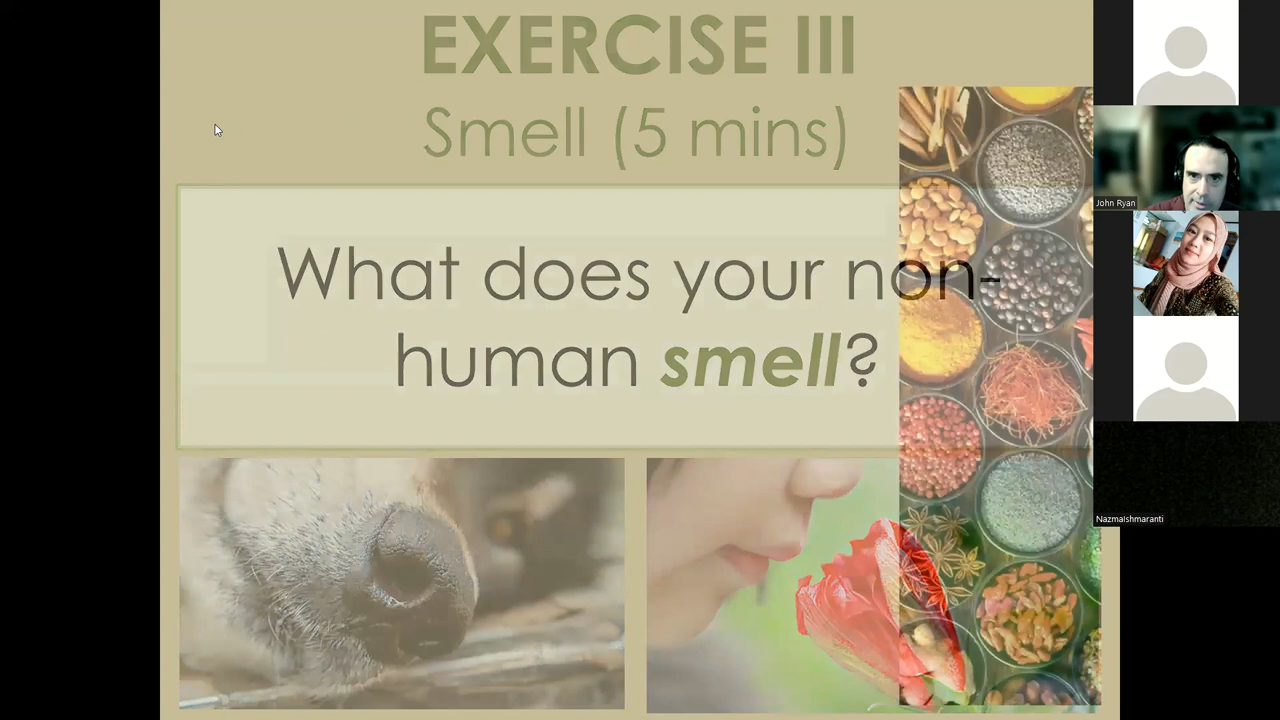 EXERCISE III
Smell (5 mins)
What does your non-
human smell?
John Ryan
Nazmaishmaranti